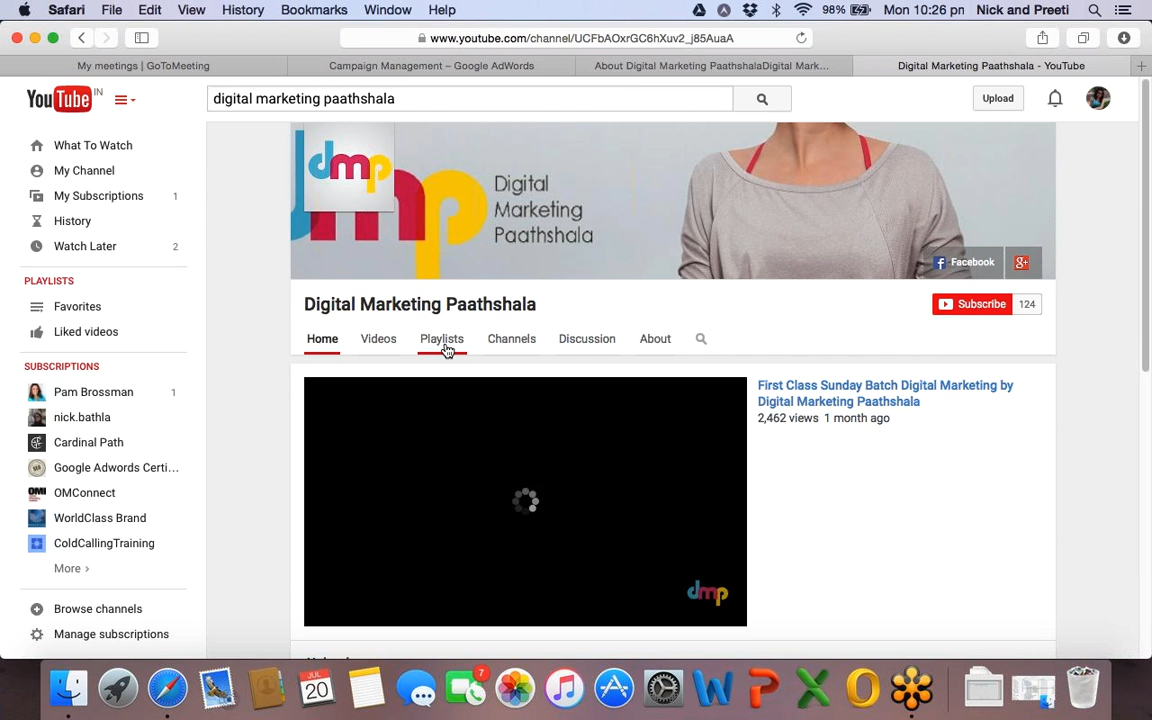 Safari File Edit View History Bookmarks Window Help 98% Mon 10:26 pm Nick and Preeti
www.youtube.com/channel/UCFbAOxrGC6hXuv2_j85AuaA
My meetings | GoToMeeting
Campaign Management – Google AdWords
About Digital Marketing PaathshalaDigital Mark...
Digital Marketing Paathshala - YouTube
YouTube IN
digital marketing paathshala
Upload
What To Watch
My Channel
My Subscriptions 1
History
Watch Later 2
PLAYLISTS
Favorites
Liked videos
SUBSCRIPTIONS
Pam Brossman 1
nick.bathla
Cardinal Path
Google Adwords Certi...
OMConnect
WorldClass Brand
ColdCallingTraining
More ›
Browse channels
Manage subscriptions
dmp
Digital
Marketing
Paathshala
Facebook
g+
Digital Marketing Paathshala
Subscribe 124
Home Videos Playlists Channels Discussion About
First Class Sunday Batch Digital Marketing by
Digital Marketing Paathshala
2,462 views 1 month ago
dmp
JUL
20
7